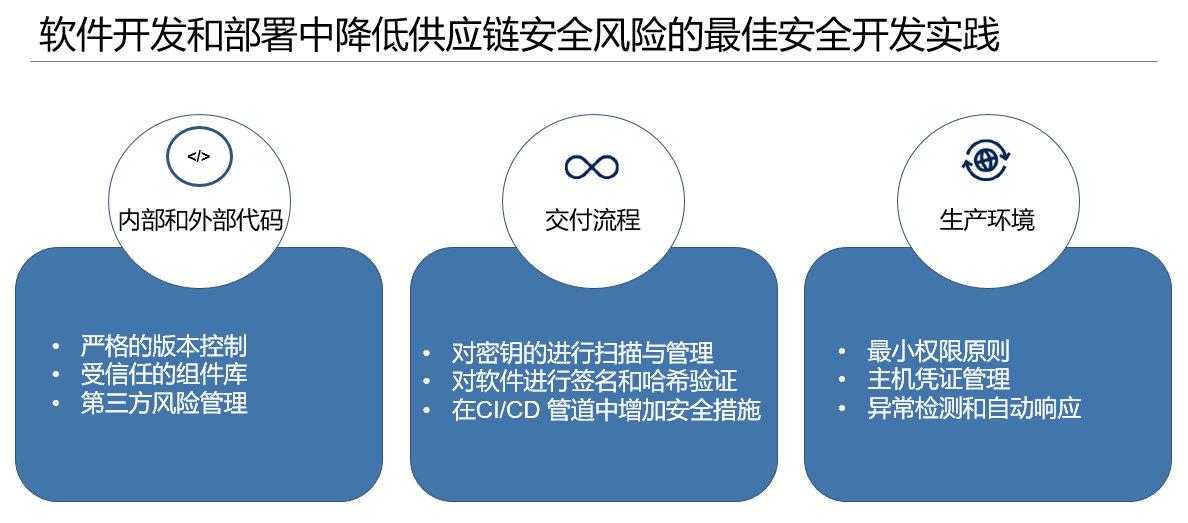 软件开发和部署中降低供应链安全风险的最佳安全开发实践
</>
内部和外部代码
• 严格的版本控制
• 受信任的组件库
• 第三方风险管理
交付流程
• 对密钥的进行扫描与管理
• 对软件进行签名和哈希验证
• 在CI/CD 管道中增加安全措施
生产环境
• 最小权限原则
• 主机凭证管理
• 异常检测和自动响应